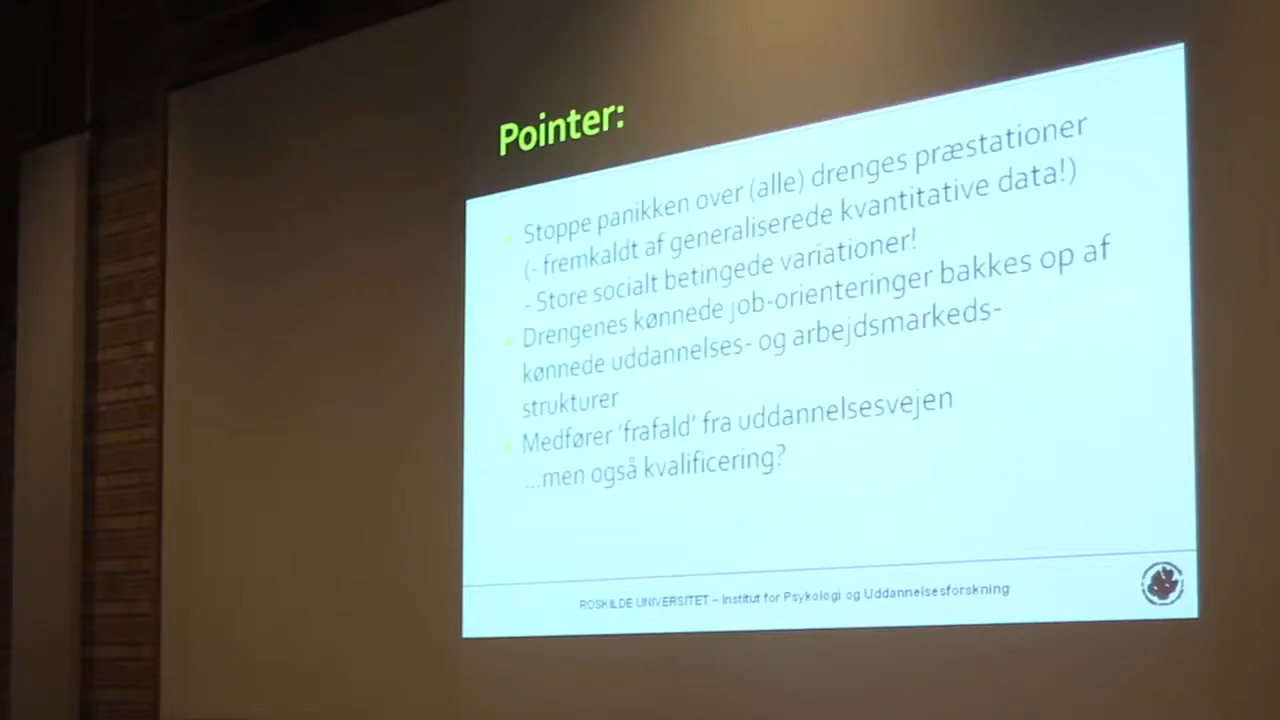 Pointer:
Stoppe panikken over (alle) drenges præstationer
(- fremkaldt af generaliserede kvantitative data!)
- Store socialt betingede variationer!
Drengenes kønnede job-orienteringer bakkes op af
kønnede uddannelses- og arbejdsmarkeds-
strukturer
Medfører 'frafald' fra uddannelsesvejen
...men også kvalificering?
ROSKILDE UNIVERSITET – Institut for Psykologi og Uddannelsesforskning